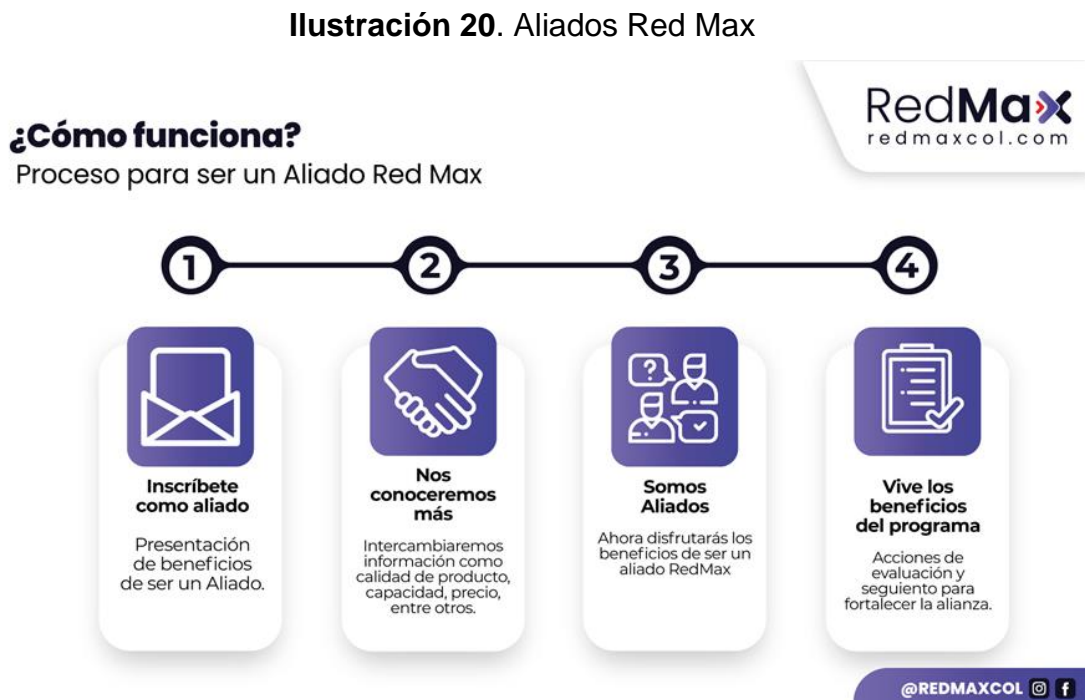 Ilustración 20. Aliados Red Max
RedMax
redmaxcol.com
¿Cómo funciona?
Proceso para ser un Aliado Red Max
1
2
3
4
Inscríbete
como aliado
Presentación
de beneficios
de ser un Aliado.
Nos
conoceremos
más
Intercambiaremos
información como
calidad de producto,
capacidad, precio,
entre otros.
?
Somos
Aliados
Ahora disfrutarás los
beneficios de ser un
aliado RedMax
Vive los
beneficios
del programa
Acciones de
evaluación y
seguiento para
fortalecer la alianza.
@REDMAXCOL